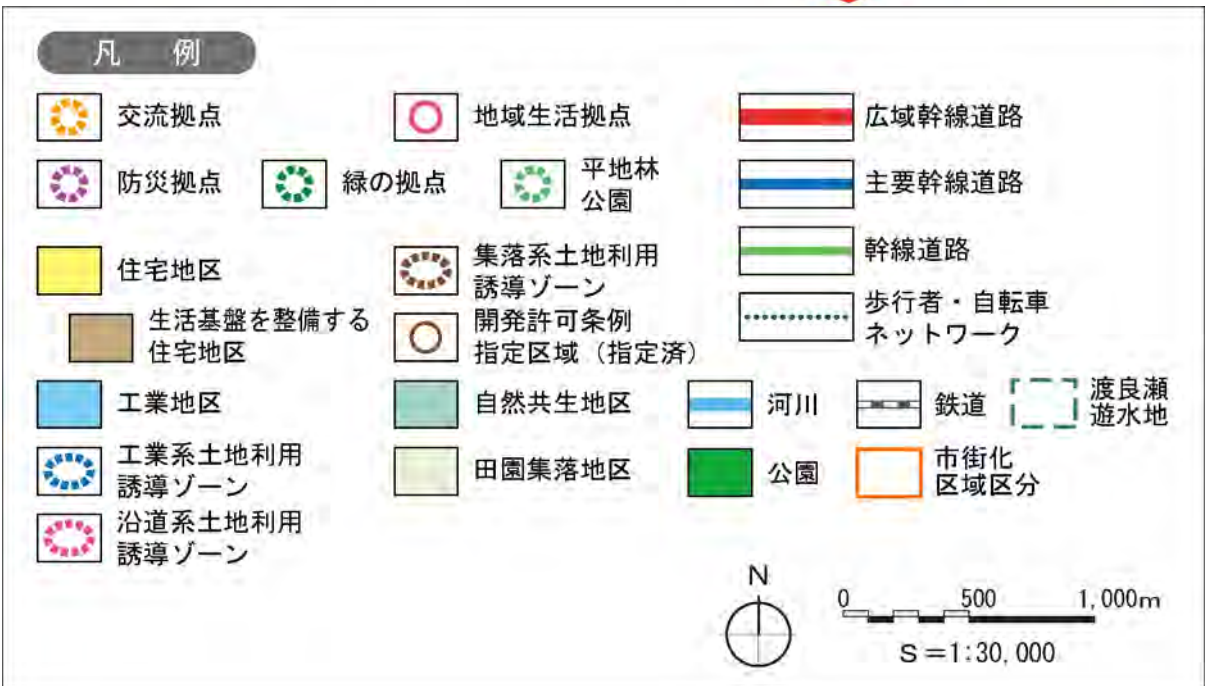 凡 例
交流拠点
地域生活拠点
広域幹線道路
防災拠点
緑の拠点
平地林
公園
主要幹線道路
住宅地区
集落系土地利用
誘導ゾーン
幹線道路
生活基盤を整備する
住宅地区
開発許可条例
指定区域（指定済）
歩行者・自転車
ネットワーク
工業地区
自然共生地区
河川
鉄道
渡良瀬
遊水地
工業系土地利用
誘導ゾーン
田園集落地区
公園
市街化
区域区分
沿道系土地利用
誘導ゾーン
N
0 500 1,000m
S＝1:30,000